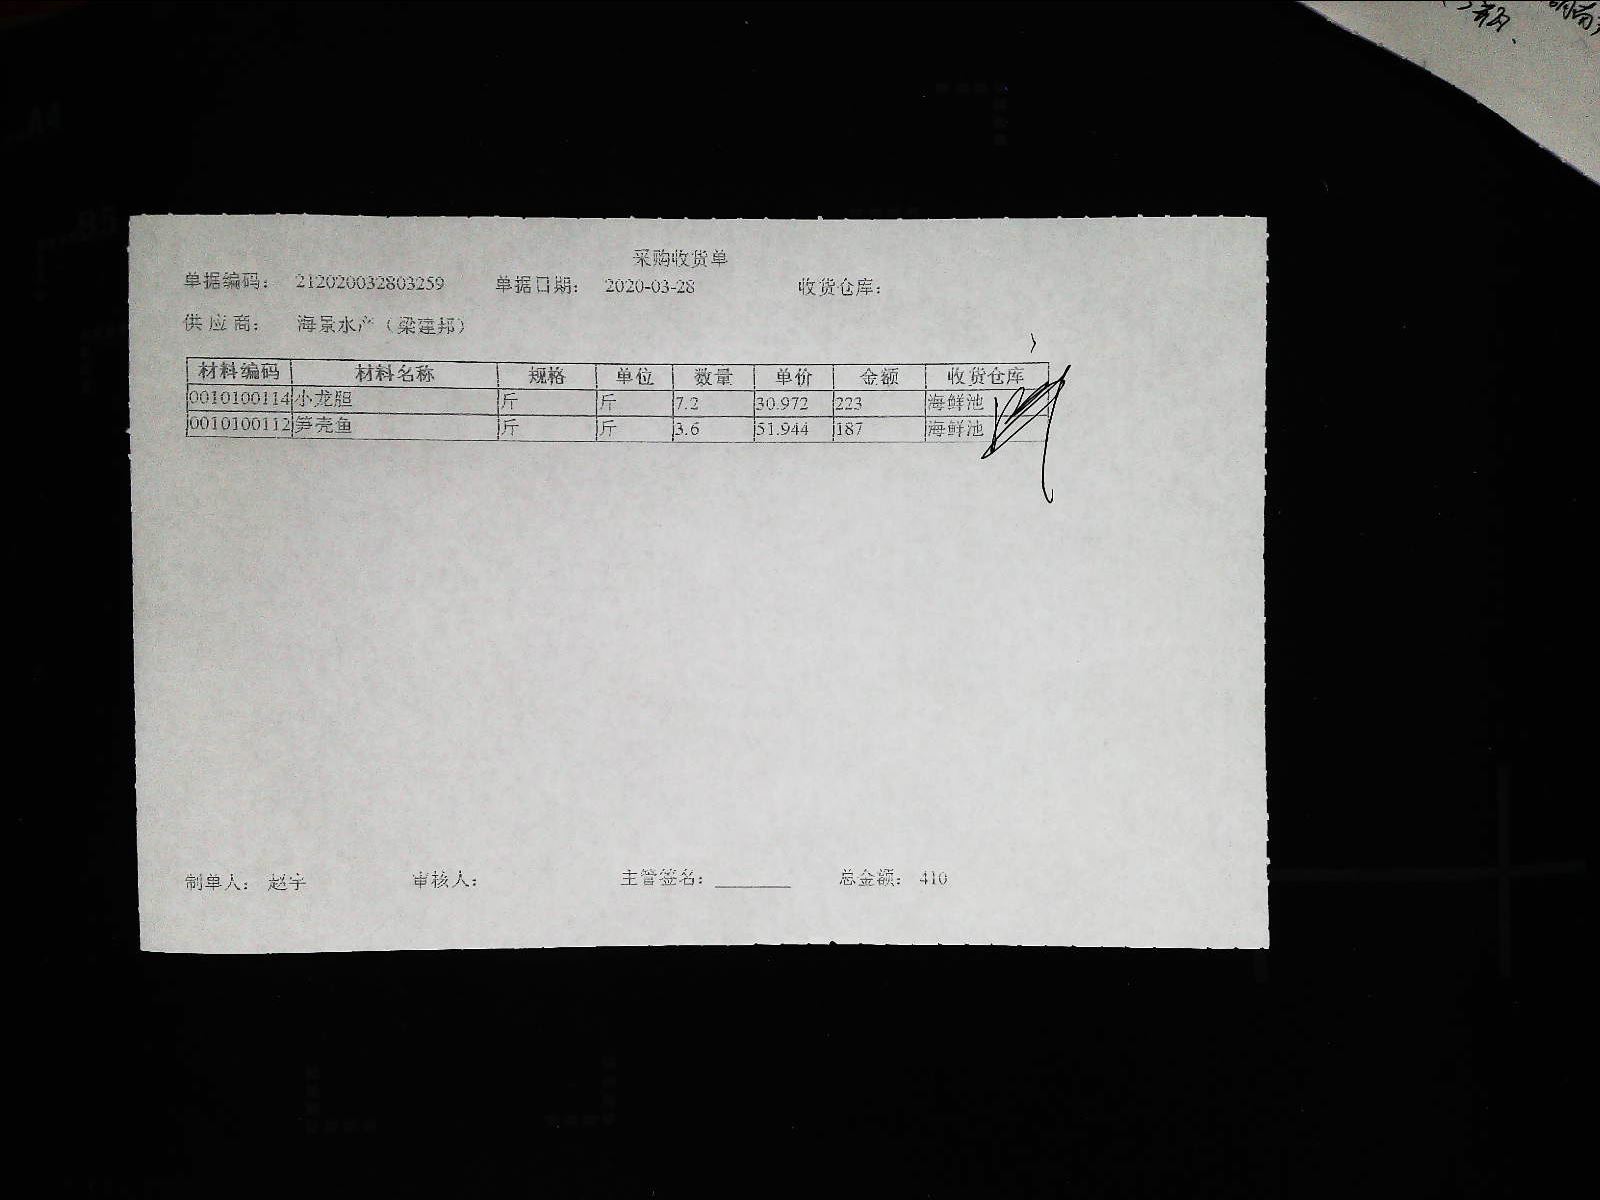 采购收货单
单据编码： 212020032803259 单据日期： 2020-03-28 收货仓库：
供应商： 海景水产（梁建邦）
材料编码 材料名称 规格 单位 数量 单价 金额 收货仓库
0010100114 小龙胆 斤 斤 7.2 30.972 223 海鲜池
0010100112 笋壳鱼 斤 斤 3.6 51.944 187 海鲜池
制单人： 赵宇 审核人： 主管签名： 总金额： 410